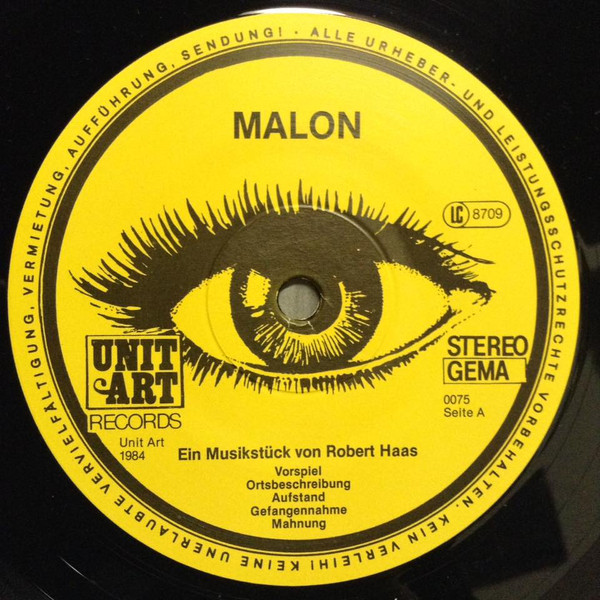 ALLE URHEBER- UND LEISTUNGSSCHUTZRECHTE VORBEHALTEN. KEIN VERLEIH! KEINE UNERLAUBTE VERVIELFÄLTIGUNG, VERMIETUNG, AUFFÜHRUNG, SENDUNG! ·
MALON
LC 8709
UNIT
ART
RECORDS
Unit Art
1984
STEREO
GEMA
0075
Seite A
Ein Musikstück von Robert Haas
Vorspiel
Ortsbeschreibung
Aufstand
Gefangennahme
Mahnung